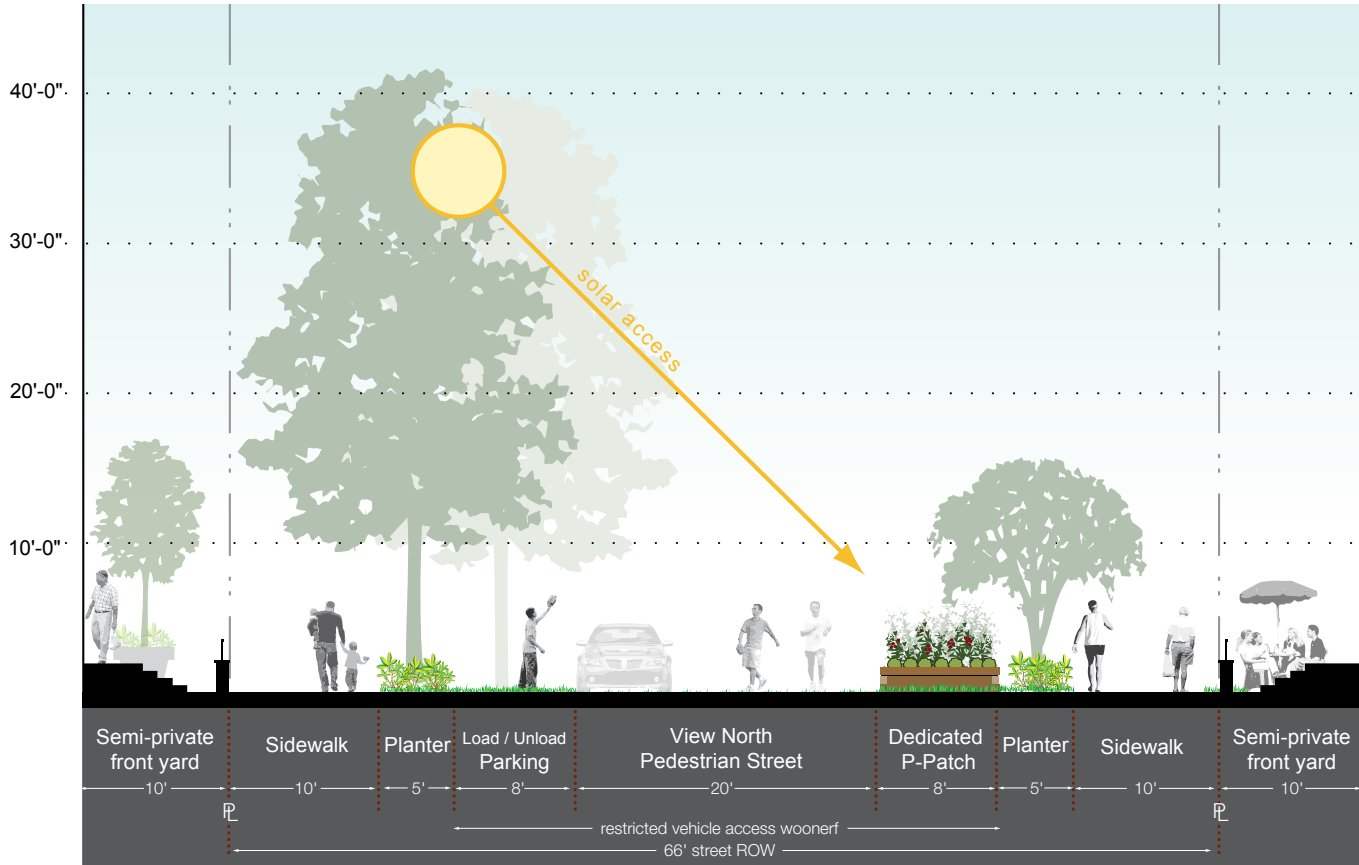 40'-0"
30'-0"
20'-0"
10'-0"
solar access
Semi-private
front yard
10'
Sidewalk
10'
Planter
5'
Load / Unload
Parking
8'
View North
Pedestrian Street
20'
Dedicated
P-Patch
8'
Planter
5'
Sidewalk
10'
Semi-private
front yard
10'
PL
PL
restricted vehicle access woonerf
66' street ROW